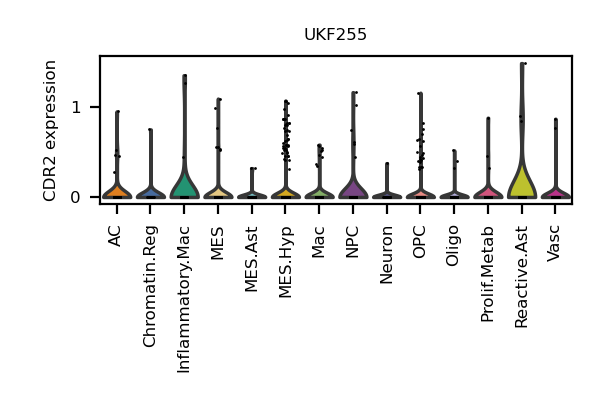 UKF255
CDR2 expression
1
0
AC
Chromatin.Reg
Inflammatory.Mac
MES
MES.Ast
MES.Hyp
Mac
NPC
Neuron
OPC
Oligo
Prolif.Metab
Reactive.Ast
Vasc